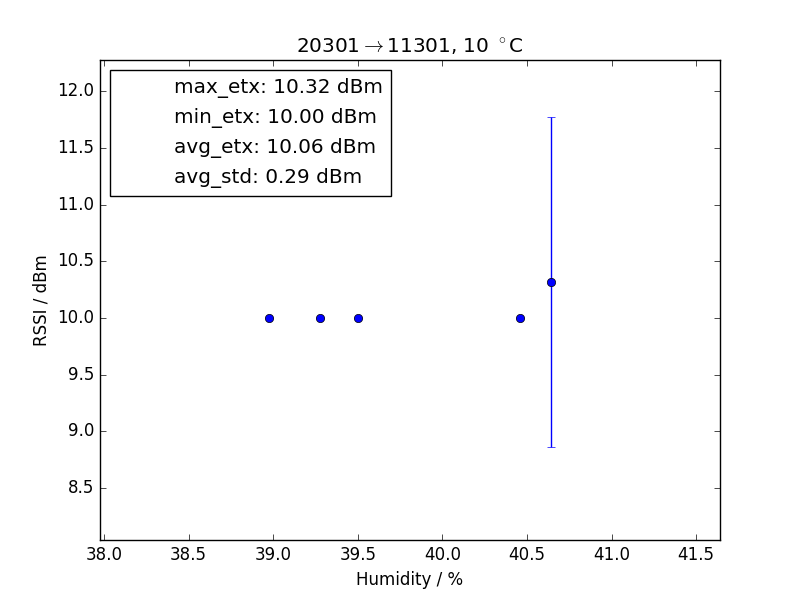 20301→11301, 10 °C
max_etx: 10.32 dBm
min_etx: 10.00 dBm
avg_etx: 10.06 dBm
avg_std: 0.29 dBm
RSSI / dBm
12.0
11.5
11.0
10.5
10.0
9.5
9.0
8.5
38.0 38.5 39.0 39.5 40.0 40.5 41.0 41.5
Humidity / %